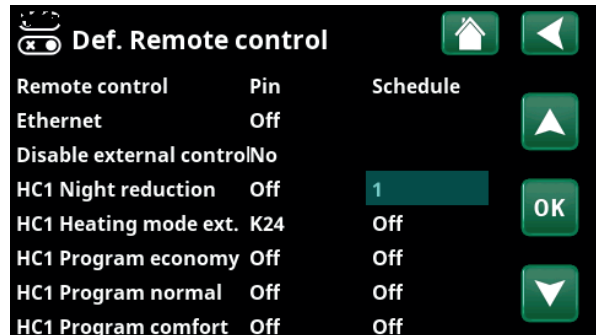 Def. Remote control
Remote control Pin Schedule
Ethernet Off
Disable external control No
HC1 Night reduction Off 1
HC1 Heating mode ext. K24 Off
OK
HC1 Program economy Off Off
HC1 Program normal Off Off
HC1 Program comfort Off Off